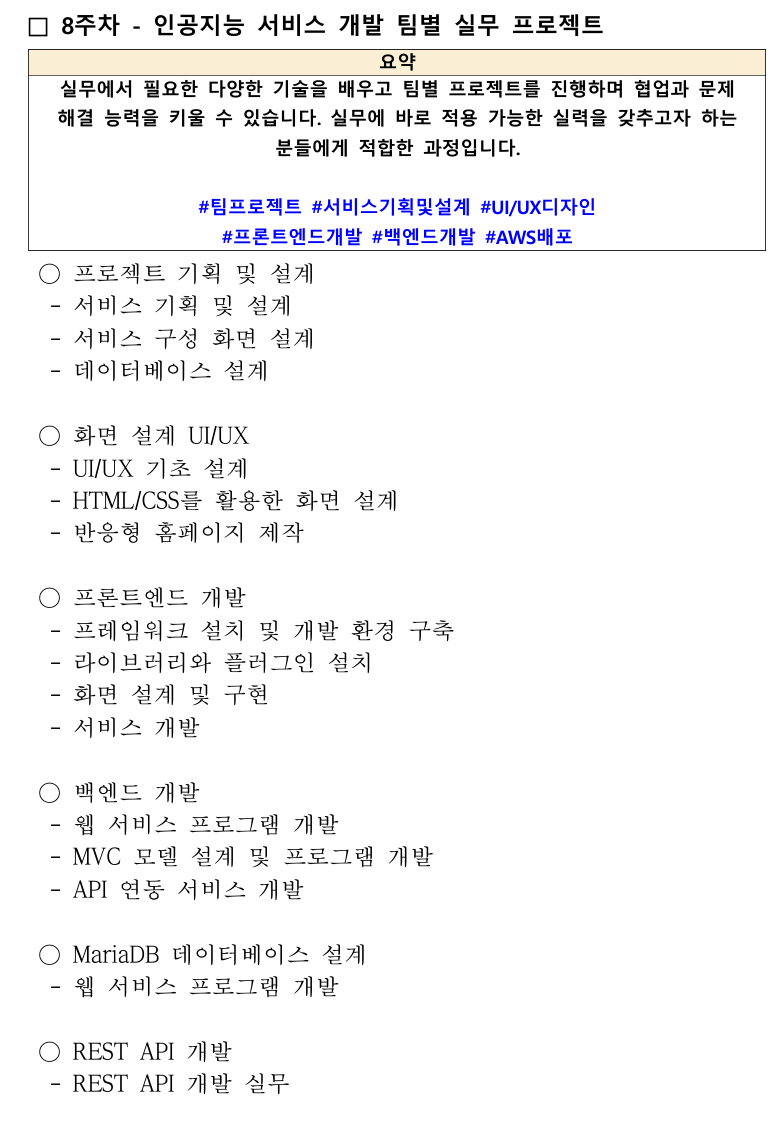 □ 8주차 - 인공지능 서비스 개발 팀별 실무 프로젝트
요약
실무에서 필요한 다양한 기술을 배우고 팀별 프로젝트를 진행하며 협업과 문제
해결 능력을 키울 수 있습니다. 실무에 바로 적용 가능한 실력을 갖추고자 하는
분들에게 적합한 과정입니다.
#팀프로젝트 #서비스기획및설계 #UI/UX디자인
#프론트엔드개발 #백엔드개발 #AWS배포
○ 프로젝트 기획 및 설계
- 서비스 기획 및 설계
- 서비스 구성 화면 설계
- 데이터베이스 설계
○ 화면 설계 UI/UX
- UI/UX 기초 설계
- HTML/CSS를 활용한 화면 설계
- 반응형 홈페이지 제작
○ 프론트엔드 개발
- 프레임워크 설치 및 개발 환경 구축
- 라이브러리와 플러그인 설치
- 화면 설계 및 구현
- 서비스 개발
○ 백엔드 개발
- 웹 서비스 프로그램 개발
- MVC 모델 설계 및 프로그램 개발
- API 연동 서비스 개발
○ MariaDB 데이터베이스 설계
- 웹 서비스 프로그램 개발
○ REST API 개발
- REST API 개발 실무